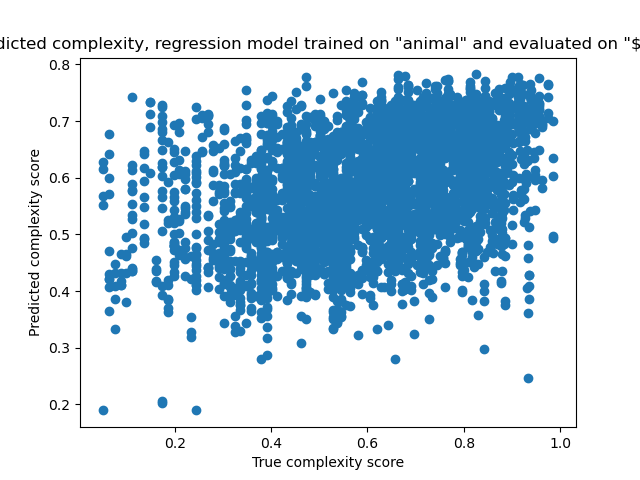 complexity, regression model trained on "animal" and evaluated on "$
0.8
0.7
0.6
0.5
0.4
0.3
0.2
Predicted complexity score
0.2 0.4 0.6 0.8 1.0
True complexity score